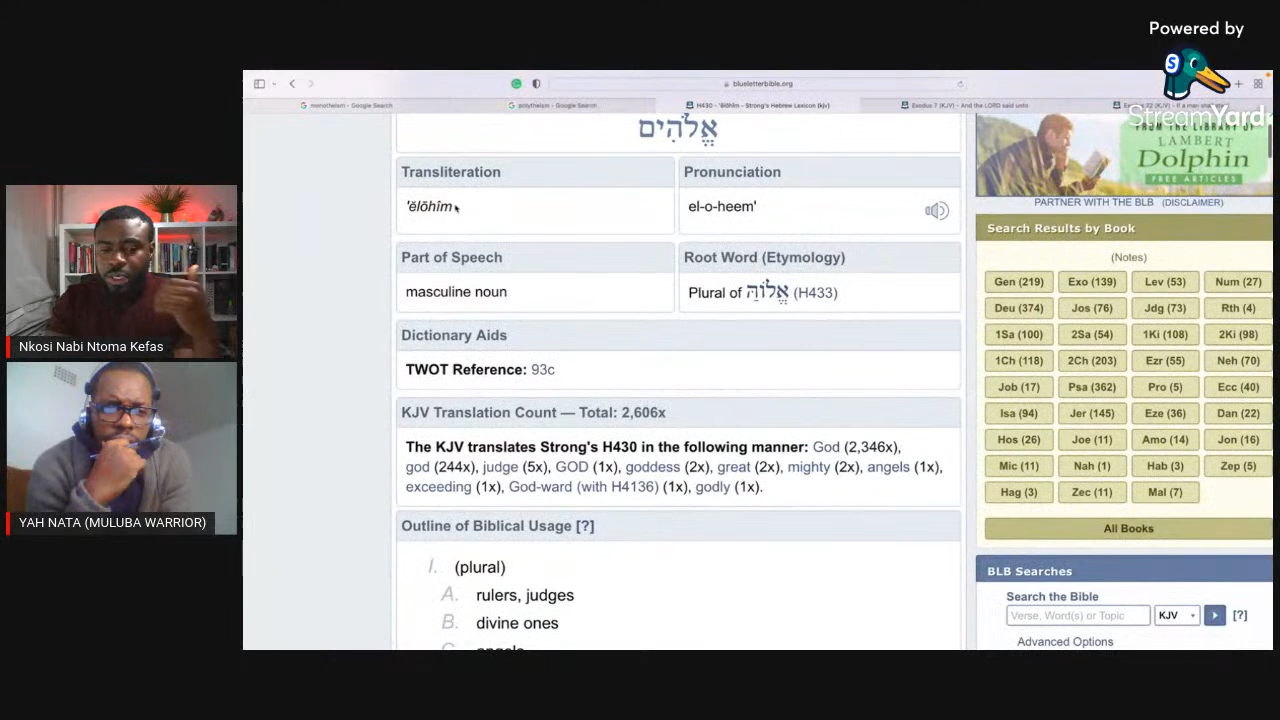 Powered by
StreamYard
blueletterbible.org
monotheism - Google Search
polytheism - Google Search
H430 - 'ĕlōhîm - Strong's Hebrew Lexicon (kjv)
Exodus 7 (KJV) - And the LORD said unto
אֱלֹהִים
Transliteration
'ĕlōhîm
Pronunciation
el-o-heem'
Part of Speech
masculine noun
Root Word (Etymology)
Plural of אֱלוֹהַּ (H433)
Dictionary Aids
TWOT Reference: 93c
KJV Translation Count — Total: 2,606x
The KJV translates Strong's H430 in the following manner: God (2,346x),
god (244x), judge (5x), GOD (1x), goddess (2x), great (2x), mighty (2x), angels (1x),
exceeding (1x), God-ward (with H4136) (1x), godly (1x).
Outline of Biblical Usage [?]
I. (plural)
A. rulers, judges
B. divine ones
C. angels
FROM THE LIBRARY OF
LAMBERT
Dolphin
FREE ARTICLES
PARTNER WITH THE BLB (DISCLAIMER)
Search Results by Book
(Notes)
Gen (219) Exo (139) Lev (53) Num (27)
Deu (374) Jos (76) Jdg (73) Rth (4)
1Sa (100) 2Sa (54) 1Ki (108) 2Ki (98)
1Ch (118) 2Ch (203) Ezr (55) Neh (70)
Job (17) Psa (362) Pro (5) Ecc (40)
Isa (94) Jer (145) Eze (36) Dan (22)
Hos (26) Joe (11) Amo (14) Jon (16)
Mic (11) Nah (1) Hab (3) Zep (5)
Hag (3) Zec (11) Mal (7)
All Books
BLB Searches
Search the Bible
Verse, Word(s) or Topic KJV [?]
Advanced Options
Nkosi Nabi Ntoma Kefas
YAH NATA (MULUBA WARRIOR)